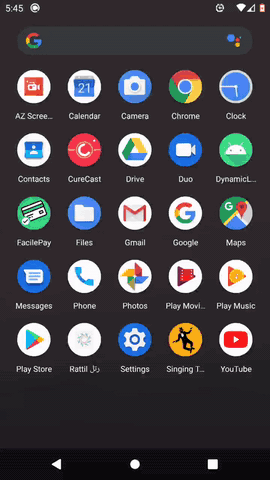 5:45
AZ Scree...
Calendar
Camera
Chrome
Clock
Contacts
CureCast
Drive
Duo
DynamicL...
FacilePay
Files
Gmail
Google
Maps
Messages
Phone
Photos
Play Movi...
Play Music
Play Store
Rattil رتل
Settings
Singing T...
YouTube